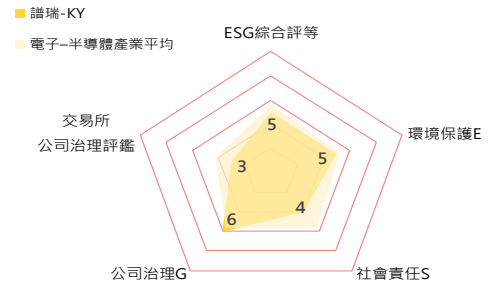 譜瑞-KY
電子–半導體產業平均
ESG綜合評等
5
環境保護E
5
交易所
公司治理評鑑
3
4
6
公司治理G
社會責任S